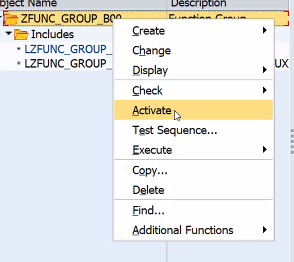 bject Name Description
ZFUNC_GROUP_B00 Function Group
Includes Create
LZFUNC_GROUP_ Change
LZFUNC_GROUP_ Display UX
Check
Activate
Test Sequence...
Execute
Copy...
Delete
Find...
Additional Functions